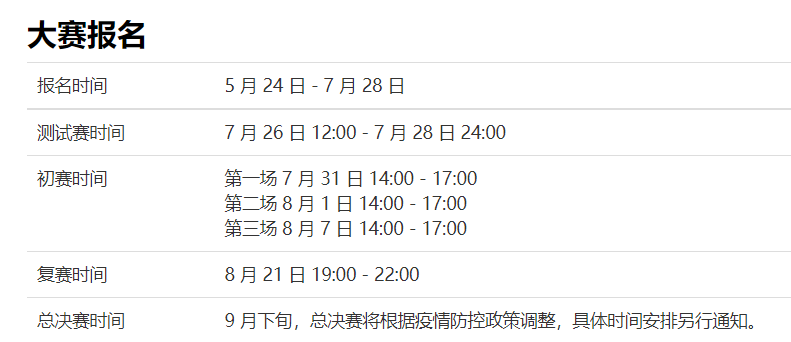 大赛报名
报名时间 5 月 24 日 - 7 月 28 日
测试赛时间 7 月 26 日 12:00 - 7 月 28 日 24:00
初赛时间 第一场 7 月 31 日 14:00 - 17:00
第二场 8 月 1 日 14:00 - 17:00
第三场 8 月 7 日 14:00 - 17:00
复赛时间 8 月 21 日 19:00 - 22:00
总决赛时间 9 月下旬，总决赛将根据疫情防控政策调整，具体时间安排另行通知。